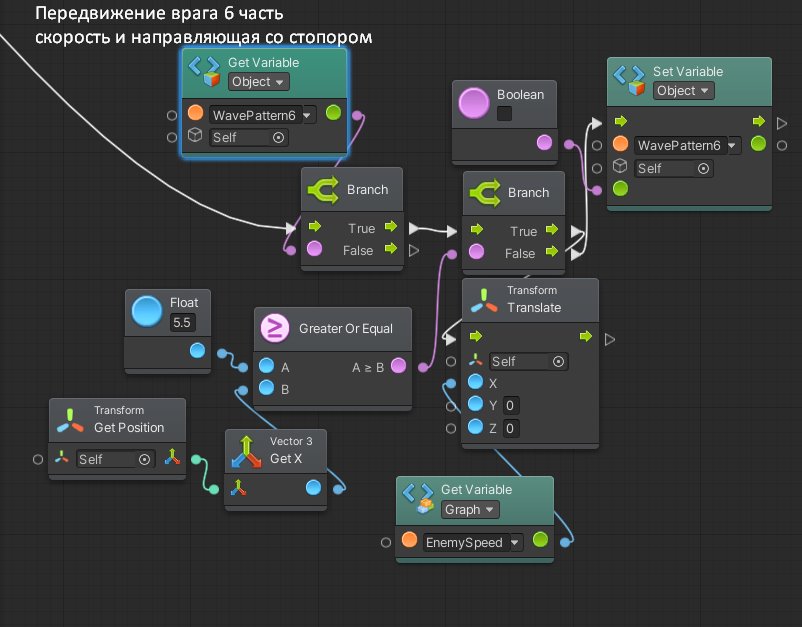 Передвижение врага 6 часть
скорость и направляющая со стопором
Get Variable
Object
WavePattern6
Self
Boolean
Set Variable
Object
WavePattern6
Self
Branch
True
False
Branch
True
False
Float
5.5
Greater Or Equal
A
A ≥ B
B
Transform
Translate
Self
X
Y 0
Z 0
Transform
Get Position
Self
Vector 3
Get X
Get Variable
Graph
EnemySpeed